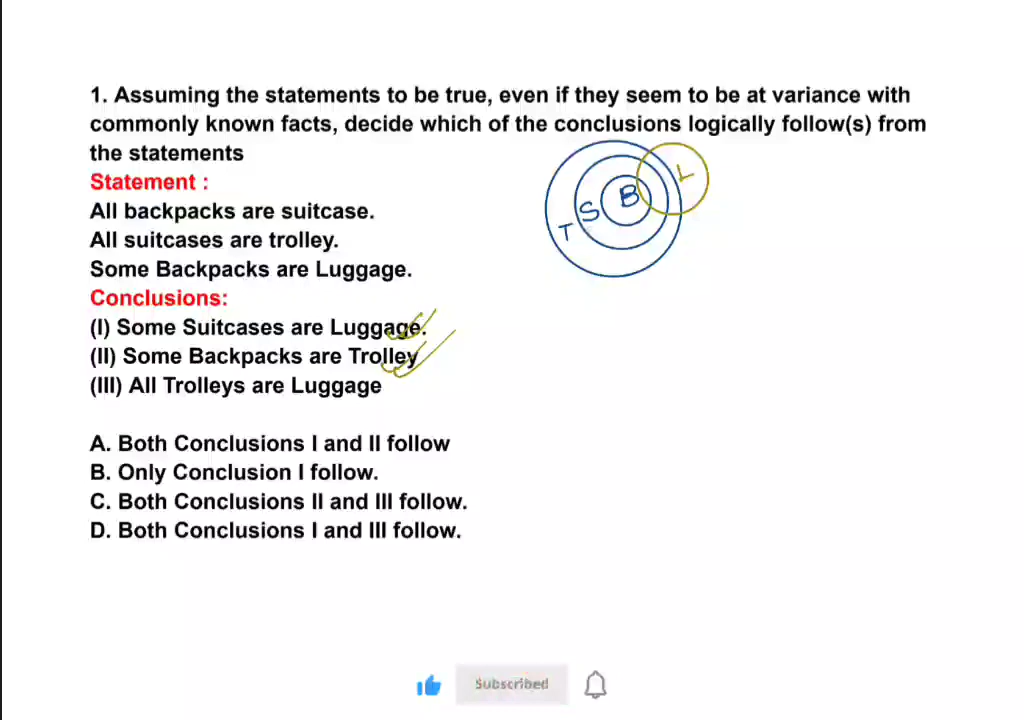 1. Assuming the statements to be true, even if they seem to be at variance with
commonly known facts, decide which of the conclusions logically follow(s) from
the statements
Statement :
All backpacks are suitcase.
All suitcases are trolley.
Some Backpacks are Luggage.
T S B L
Conclusions:
(I) Some Suitcases are Luggage.
(II) Some Backpacks are Trolley
(III) All Trolleys are Luggage
A. Both Conclusions I and II follow
B. Only Conclusion I follow.
C. Both Conclusions II and III follow.
D. Both Conclusions I and III follow.
Subscribed